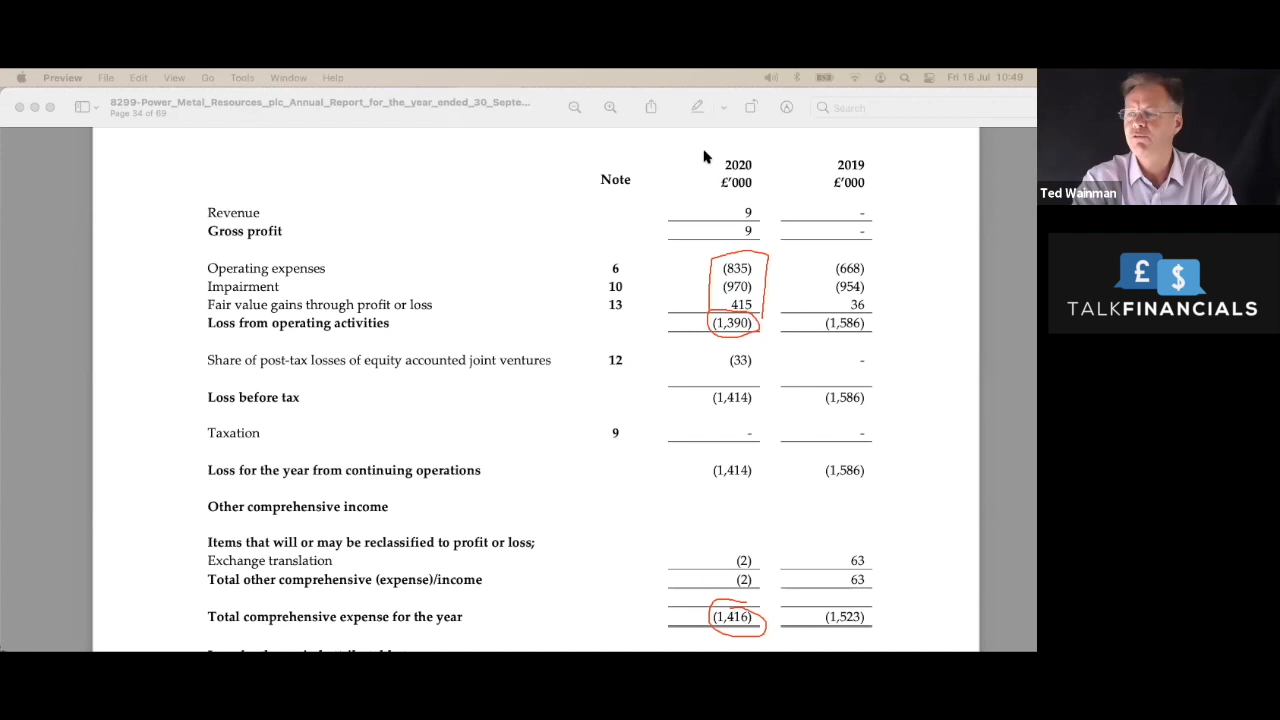 Preview File Edit View Go Tools Window Help Fri 18 Jul 10:49
8299-Power_Metal_Resources_plc_Annual_Report_for_the_year_ended_30_Septe...
Page 34 of 69
Search
Ted Wainman
£ $
TALKFINANCIALS
2020 2019
Note £'000 £'000
Revenue 9 -
Gross profit 9 -
Operating expenses 6 (835) (668)
Impairment 10 (970) (954)
Fair value gains through profit or loss 13 415 36
Loss from operating activities (1,390) (1,586)
Share of post-tax losses of equity accounted joint ventures 12 (33) -
Loss before tax (1,414) (1,586)
Taxation 9 - -
Loss for the year from continuing operations (1,414) (1,586)
Other comprehensive income
Items that will or may be reclassified to profit or loss;
Exchange translation (2) 63
Total other comprehensive (expense)/income (2) 63
Total comprehensive expense for the year (1,416) (1,523)